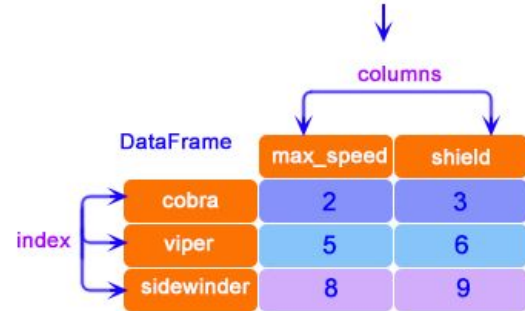 columns
DataFrame
max_speed shield
cobra 2 3
index viper 5 6
sidewinder 8 9